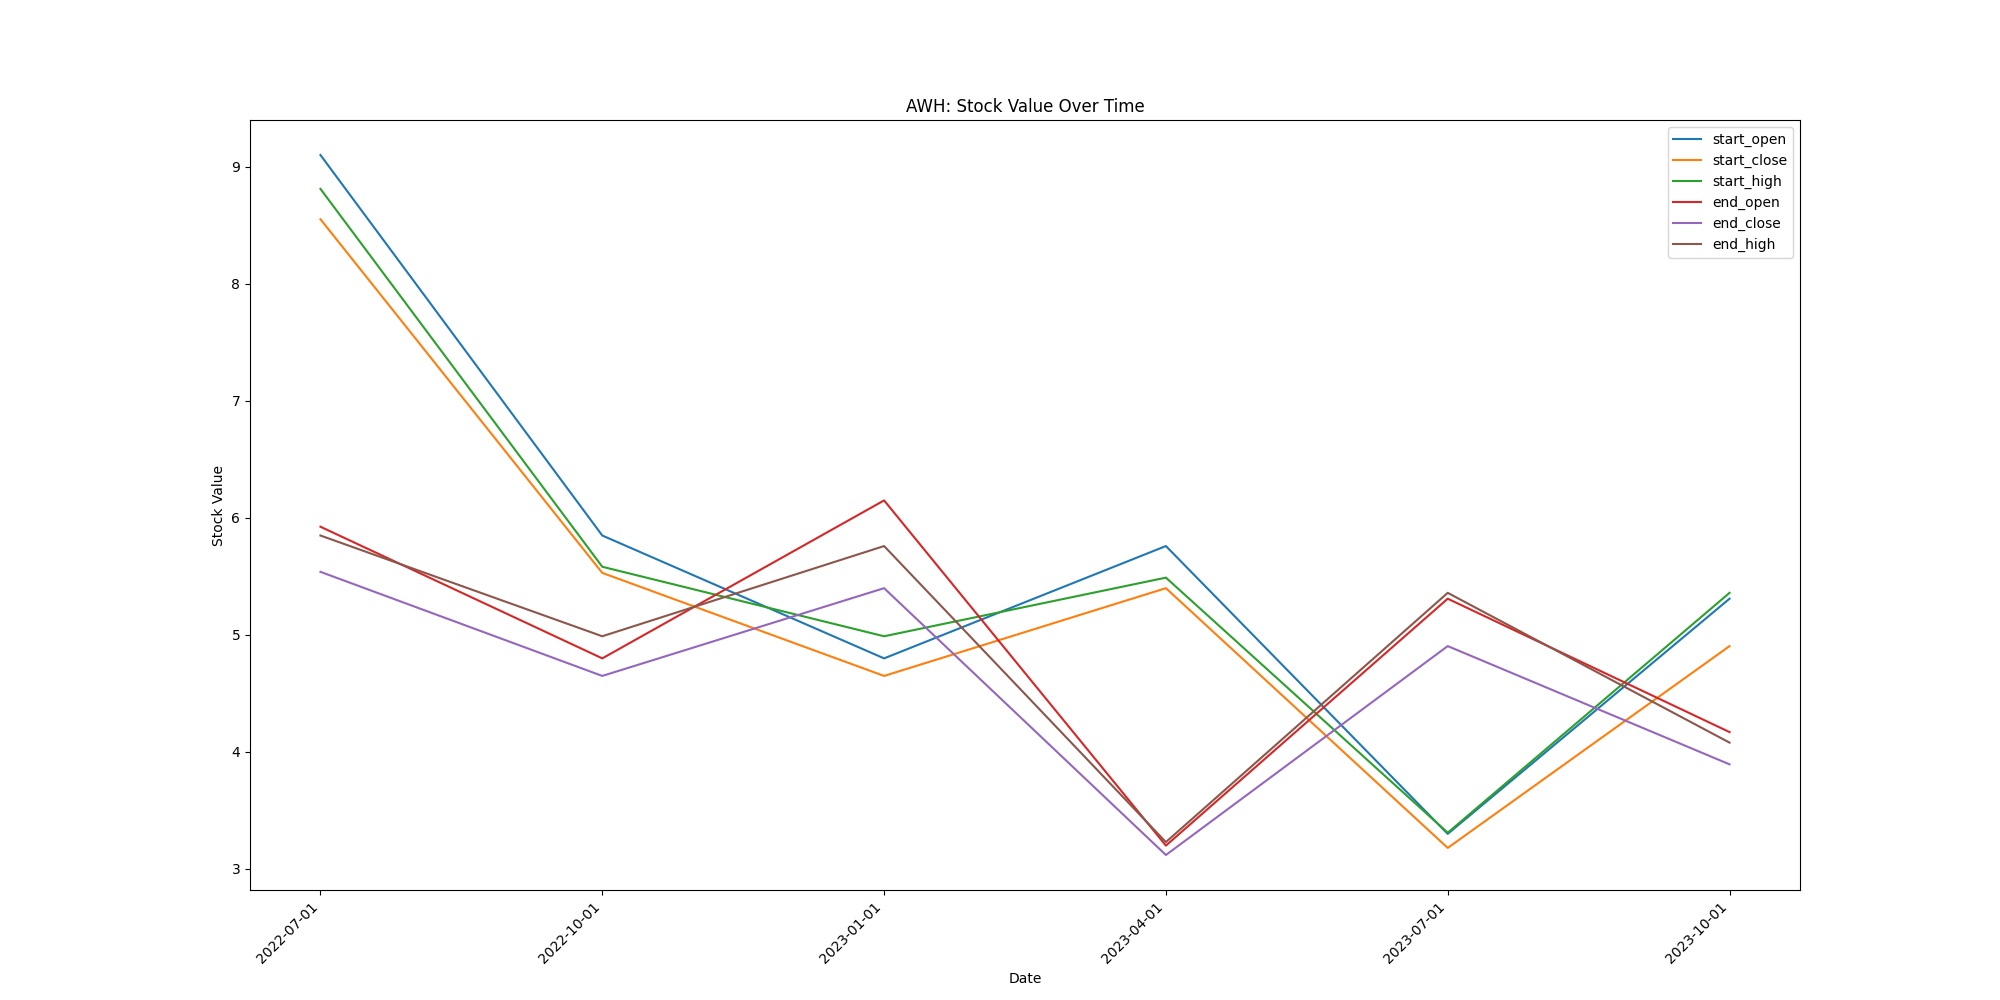 AWH: Stock Value Over Time
start_open
start_close
start_high
end_open
end_close
end_high
Stock Value
9
8
7
6
5
4
3
2022-07-01
2022-10-01
2023-01-01
2023-04-01
2023-07-01
2023-10-01
Date